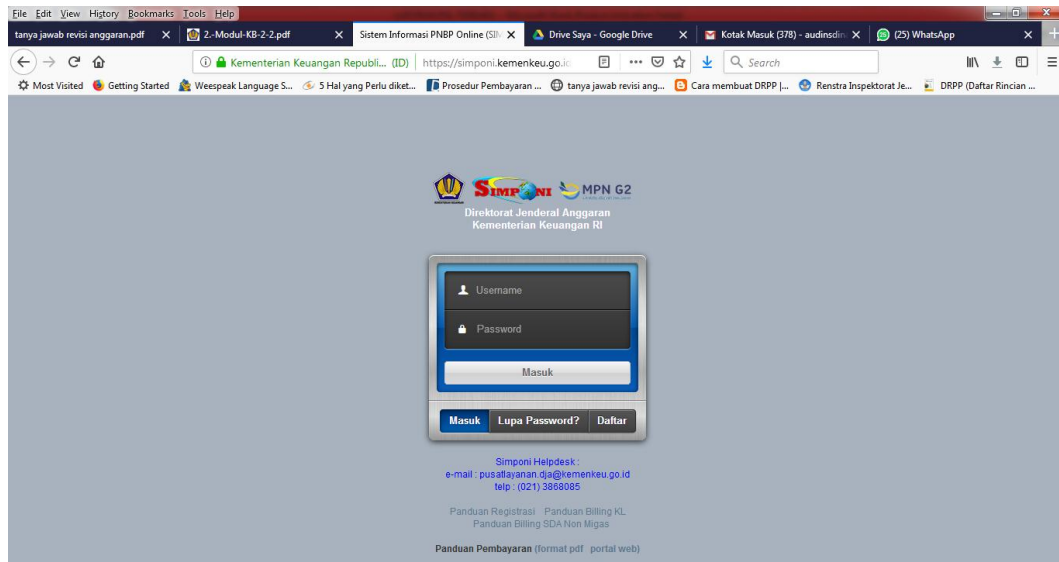 File Edit View History Bookmarks Tools Help
tanya jawab revisi anggaran.pdf 2.-Modul-KB-2-2.pdf Sistem Informasi PNBP Online (SIM Drive Saya - Google Drive Kotak Masuk (378) - audinsdin (25) WhatsApp
Kementerian Keuangan Republi... (ID) https://simponi.kemenkeu.go.ic Search
Most Visited Getting Started Weespeak Language S... 5 Hal yang Perlu diket... Prosedur Pembayaran ... tanya jawab revisi ang... Cara membuat DRPP |... Renstra Inspektorat Je... DRPP (Daftar Rincian ...
SIMPONI MPN G2
Direktorat Jenderal Anggaran
Kementerian Keuangan RI
Username
Password
Masuk
Masuk Lupa Password? Daftar
Simponi Helpdesk :
e-mail : pusatlayanan.dja@kemenkeu.go.id
telp : (021) 3868085
Panduan Registrasi Panduan Billing KL
Panduan Billing SDA Non Migas
Panduan Pembayaran (format pdf portal web)